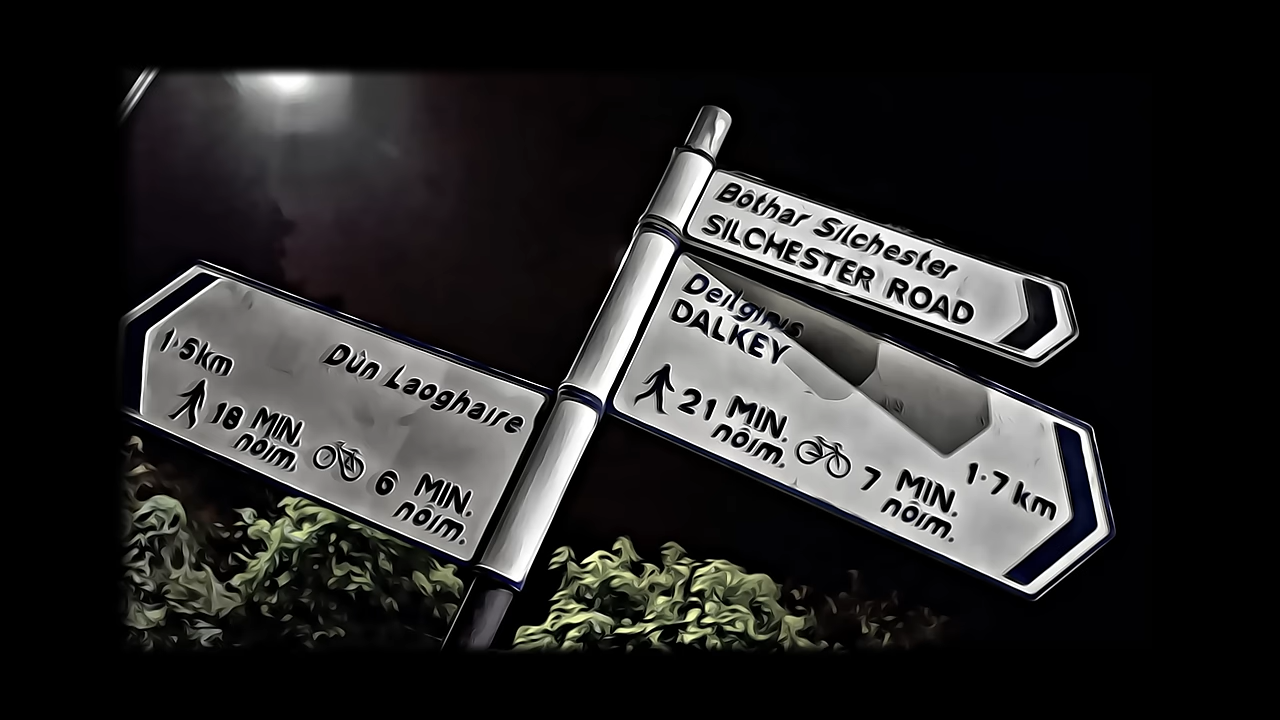 Bóthar Silchester
SILCHESTER ROAD
Deilginis
DALKEY
21 MIN. nóim. 7 MIN. nóim.
1·7 km
Dún Laoghaire
1·5km
18 MIN. nóim. 6 MIN. nóim.